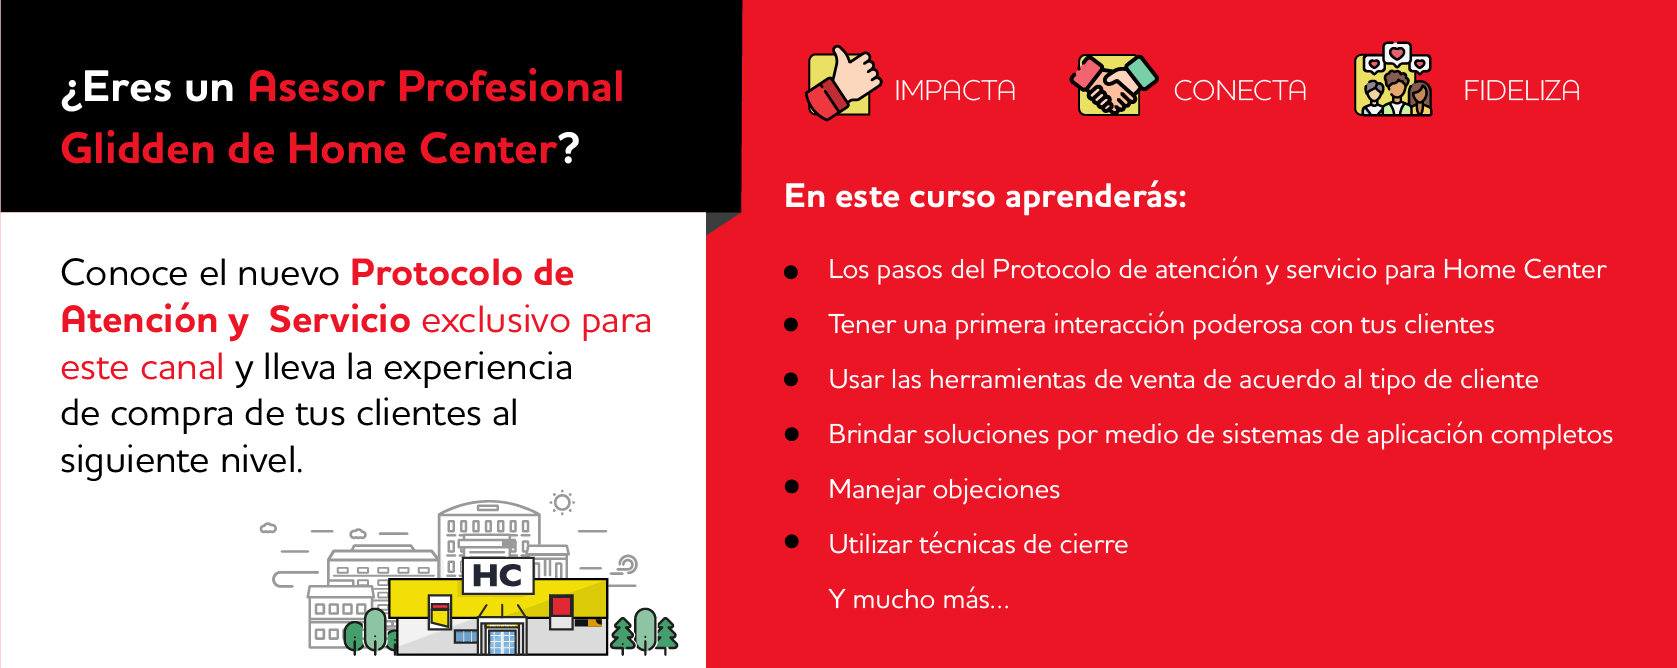 ¿Eres un Asesor Profesional
Glidden de Home Center?
Conoce el nuevo Protocolo de
Atención y Servicio exclusivo para
este canal y lleva la experiencia
de compra de tus clientes al
siguiente nivel.
HC
IMPACTA
CONECTA
FIDELIZA
En este curso aprenderás:
Los pasos del Protocolo de atención y servicio para Home Center
Tener una primera interacción poderosa con tus clientes
Usar las herramientas de venta de acuerdo al tipo de cliente
Brindar soluciones por medio de sistemas de aplicación completos
Manejar objeciones
Utilizar técnicas de cierre
Y mucho más...